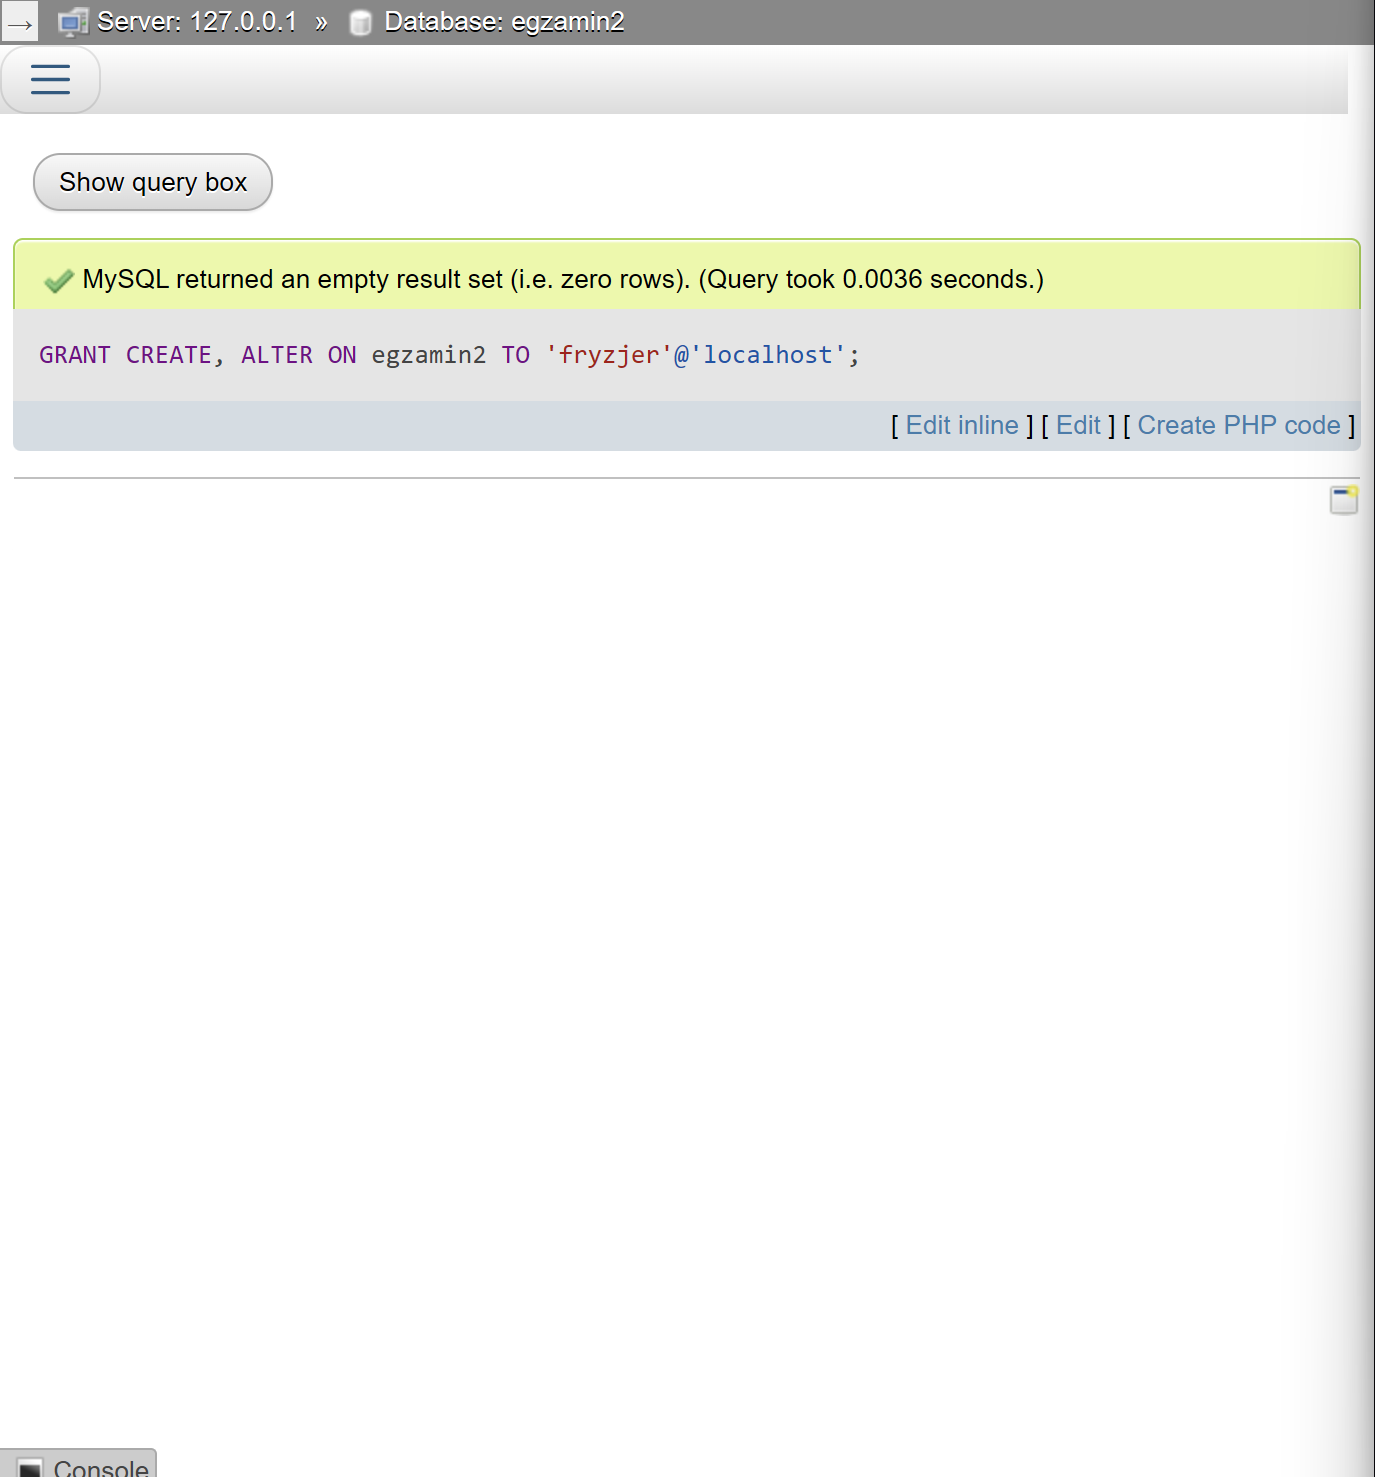 → Server: 127.0.0.1 » Database: egzamin2
Show query box
MySQL returned an empty result set (i.e. zero rows). (Query took 0.0036 seconds.)
GRANT CREATE, ALTER ON egzamin2 TO 'fryzjer'@'localhost';
[ Edit inline ] [ Edit ] [ Create PHP code ]
Console